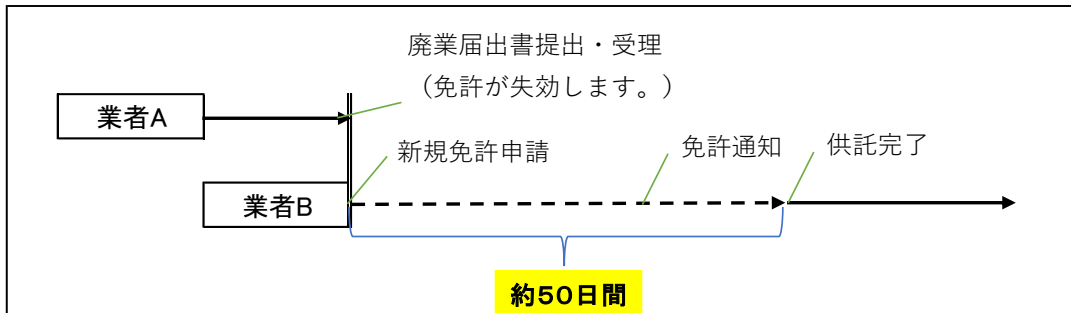 廃業届出書提出・受理
（免許が失効します。）
業者A
新規免許申請
免許通知
供託完了
業者B
約50日間